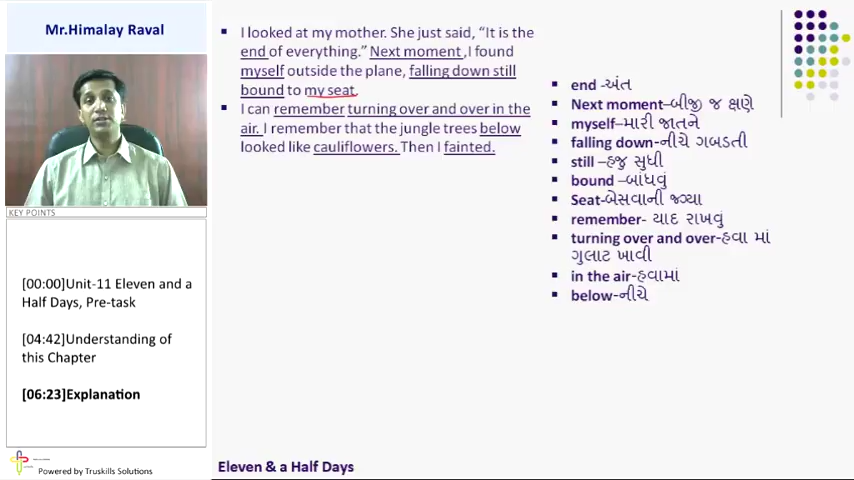 Mr.Himalay Raval
KEY POINTS
[00:00]Unit-11 Eleven and a
Half Days, Pre-task
[04:42]Understanding of
this Chapter
[06:23]Explanation
Powered by Truskills Solutions
I looked at my mother. She just said, “It is the
end of everything.” Next moment ,I found
myself outside the plane, falling down still
bound to my seat.
I can remember turning over and over in the
air. I remember that the jungle trees below
looked like cauliflowers. Then I fainted.
end -અંત
Next moment–બીજી જ ક્ષણે
myself–મારી જાતને
falling down-નીચે ગબડતી
still –હજુ સુધી
bound –બાંધવું
Seat-બેસવાની જગ્યા
remember- યાદ રાખવું
turning over and over-હવા માં
ગુલાટ ખાવી
in the air-હવામાં
below-નીચે
Eleven & a Half Days